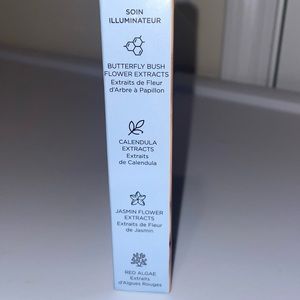 SOIN
ILLUMINATEUR
BUTTERFLY BUSH
FLOWER EXTRACTS
Extraits de Fleur
d'Arbre à Papillon
CALENDULA
EXTRACTS
Extraits
de Calendula
JASMIN FLOWER
EXTRACTS
Extraits de Fleur
de Jasmin
RED ALGAE
Extraits
d'Algues Rouges